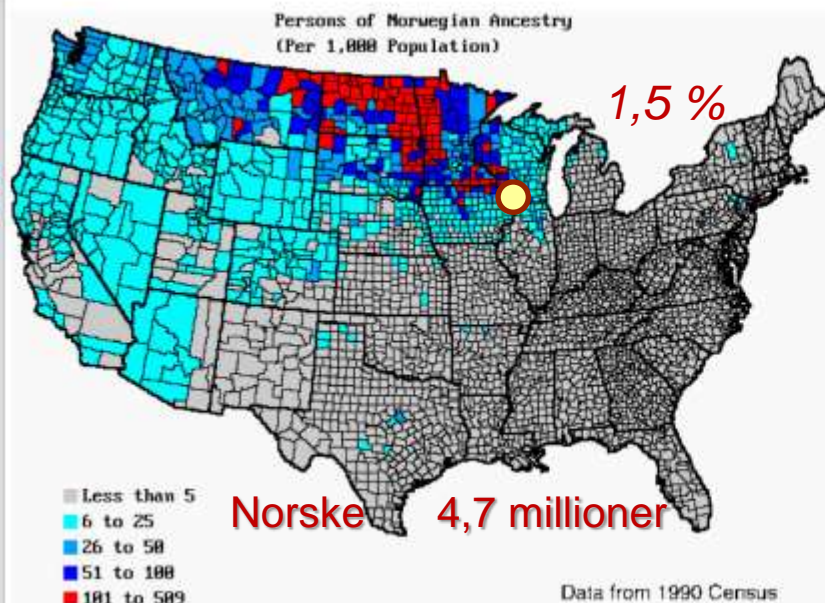 Persons of Norwegian Ancestry
(Per 1,000 Population)
1,5 %
Less than 5
6 to 25
26 to 50
51 to 100
101 to 509
Norske 4,7 millioner
Data from 1990 Census